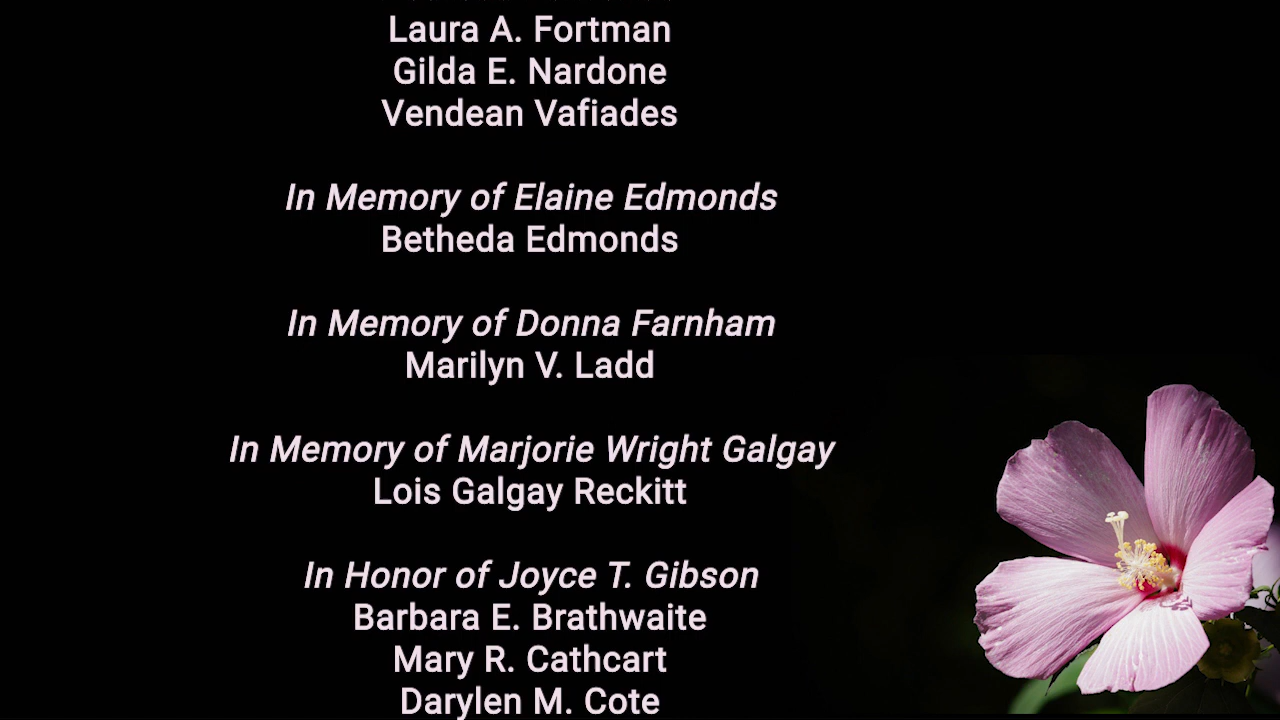 Laura A. Fortman
Gilda E. Nardone
Vendean Vafiades
In Memory of Elaine Edmonds
Betheda Edmonds
In Memory of Donna Farnham
Marilyn V. Ladd
In Memory of Marjorie Wright Galgay
Lois Galgay Reckitt
In Honor of Joyce T. Gibson
Barbara E. Brathwaite
Mary R. Cathcart
Darylen M. Cote